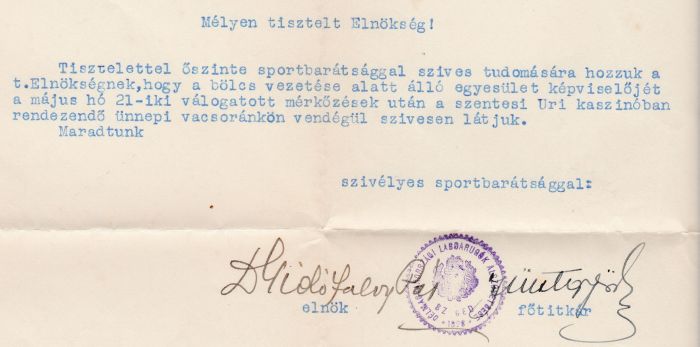 Mélyen tisztelt Elnökség!
Tisztelettel őszinte sportbarátsággal szives tudomására hozzuk a
t.Elnökségnek,hogy a bölcs vezetése alatt álló egyesület képviselőjét
a május hó 21-iki válogatott mérkőzések után a szentesi Uri kaszinóban
rendezendő ünnepi vacsoránkön vendégül szivesen látjuk.
Maradtunk
szivélyes sportbarátsággal:
elnök
főtitkár